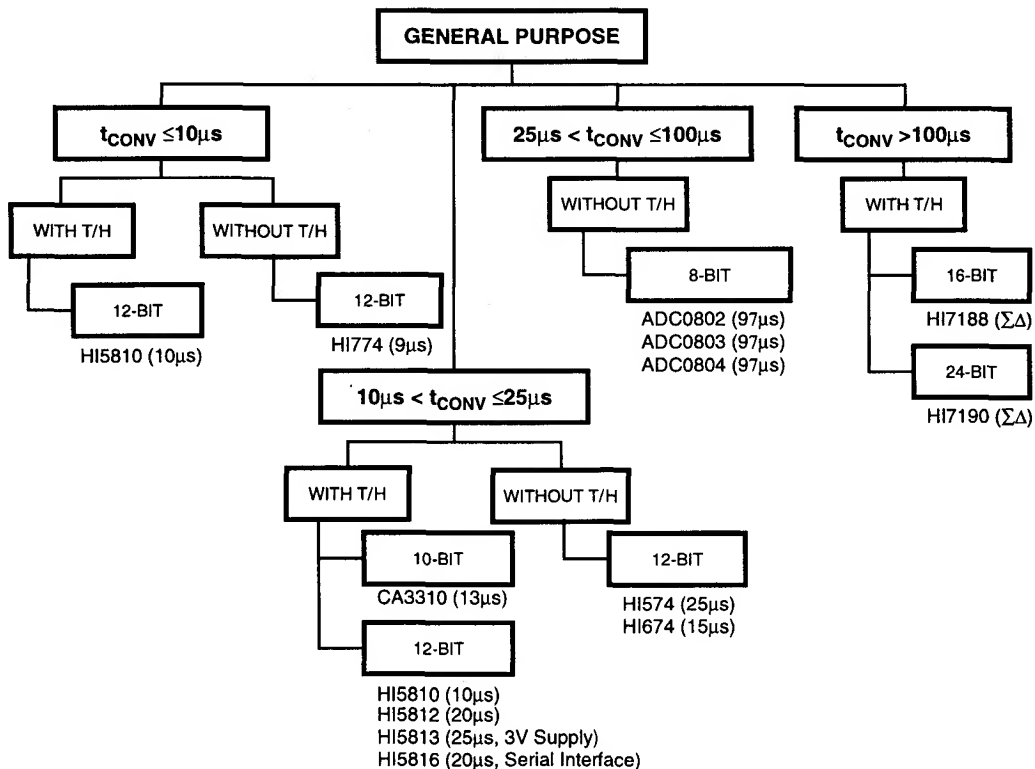 GENERAL PURPOSE
tCONV ≤10µs
25µs < tCONV ≤100µs
tCONV >100µs
WITH T/H
WITHOUT T/H
WITHOUT T/H
WITH T/H
12-BIT
HI5810 (10µs)
12-BIT
HI774 (9µs)
8-BIT
ADC0802 (97µs)
ADC0803 (97µs)
ADC0804 (97µs)
16-BIT
HI7188 (∑∆)
24-BIT
HI7190 (∑∆)
10µs < tCONV ≤25µs
WITH T/H
WITHOUT T/H
10-BIT
CA3310 (13µs)
12-BIT
HI5810 (10µs)
HI5812 (20µs)
HI5813 (25µs, 3V Supply)
HI5816 (20µs, Serial Interface)
12-BIT
HI574 (25µs)
HI674 (15µs)